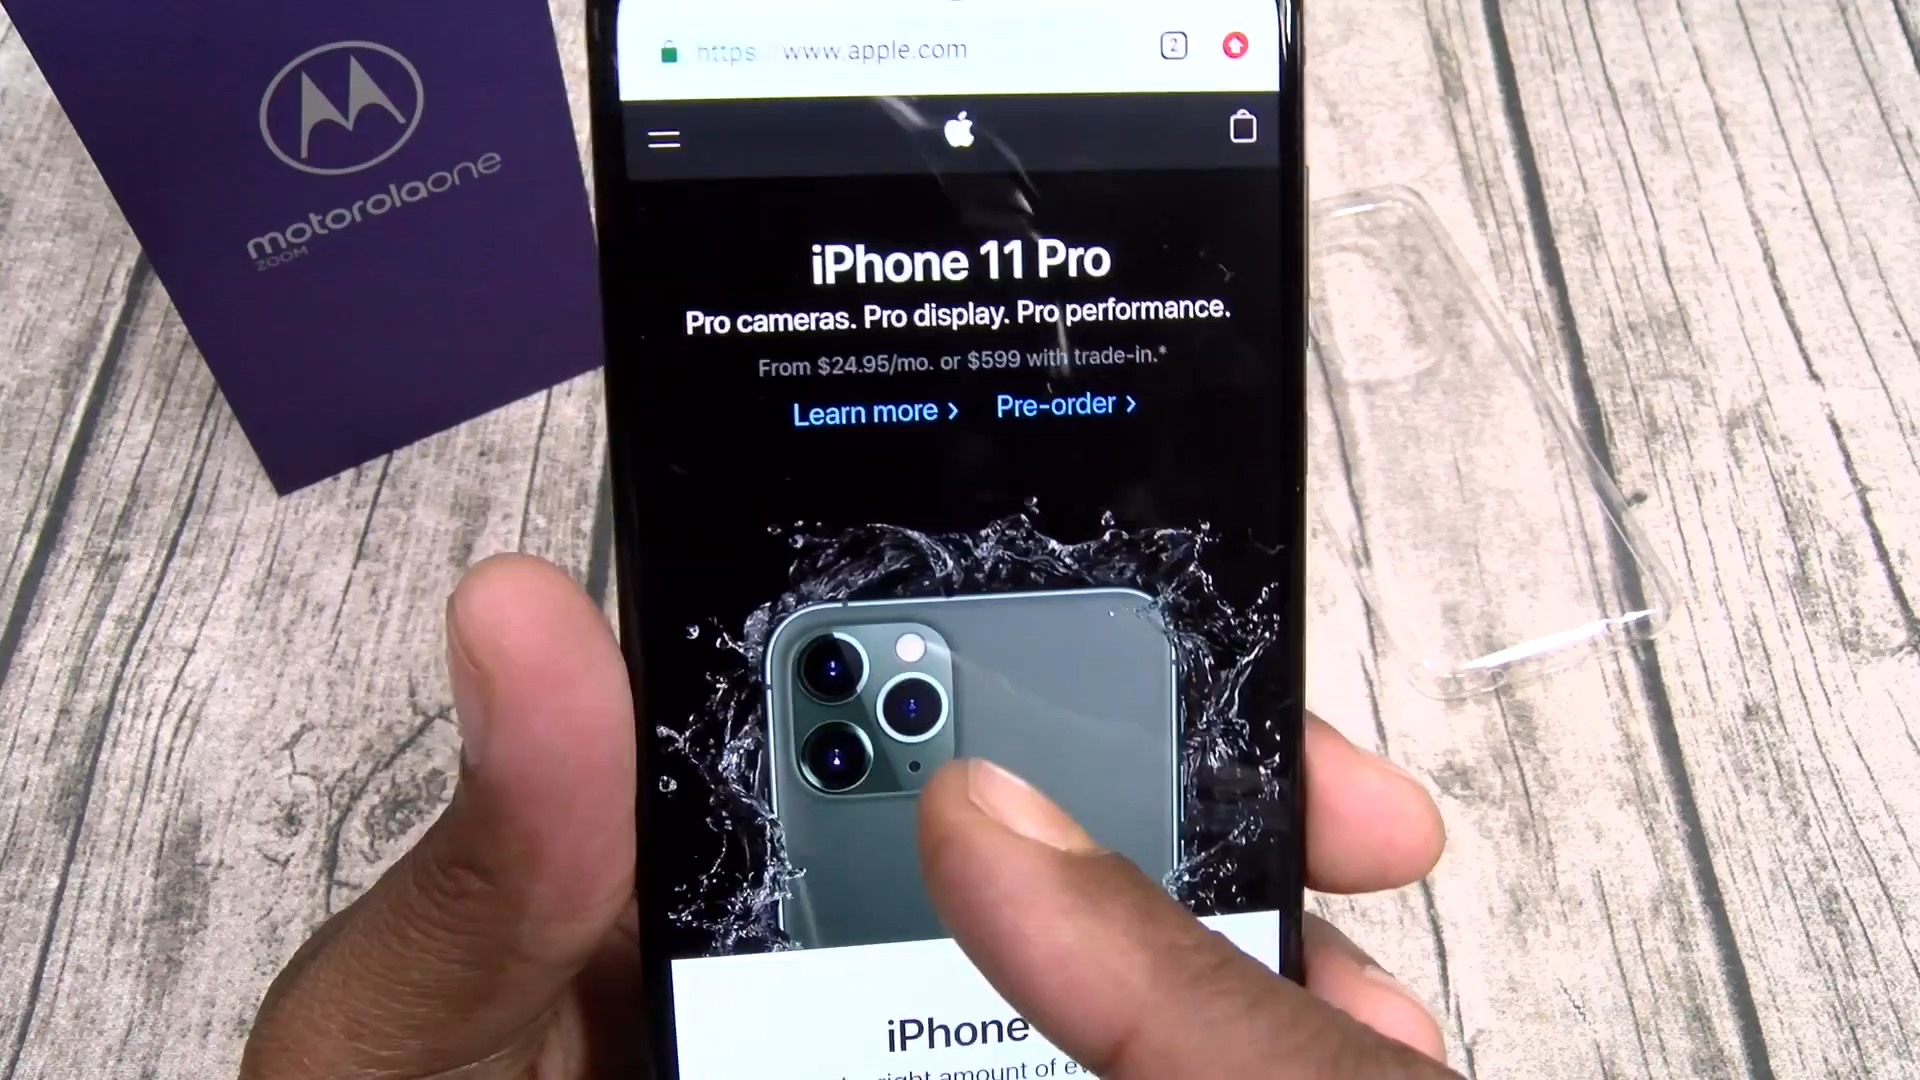 motorola one
ZOOM
https://www.apple.com
2
iPhone 11 Pro
Pro cameras. Pro display. Pro performance.
From $24.95/mo. or $599 with trade-in.*
Learn more > Pre-order >
iPhone
right amount of